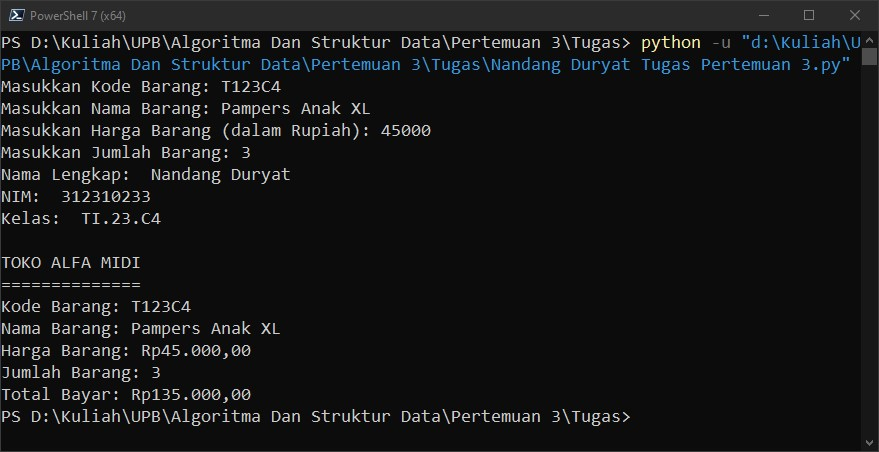 PowerShell 7 (x64)
PS D:\Kuliah\UPB\Algoritma Dan Struktur Data\Pertemuan 3\Tugas> python -u "d:\Kuliah\U
PB\Algoritma Dan Struktur Data\Pertemuan 3\Tugas\Nandang Duryat Tugas Pertemuan 3.py"
Masukkan Kode Barang: T123C4
Masukkan Nama Barang: Pampers Anak XL
Masukkan Harga Barang (dalam Rupiah): 45000
Masukkan Jumlah Barang: 3
Nama Lengkap:  Nandang Duryat
NIM:  312310233
Kelas:  TI.23.C4

TOKO ALFA MIDI
==============
Kode Barang: T123C4
Nama Barang: Pampers Anak XL
Harga Barang: Rp45.000,00
Jumlah Barang: 3
Total Bayar: Rp135.000,00
PS D:\Kuliah\UPB\Algoritma Dan Struktur Data\Pertemuan 3\Tugas>